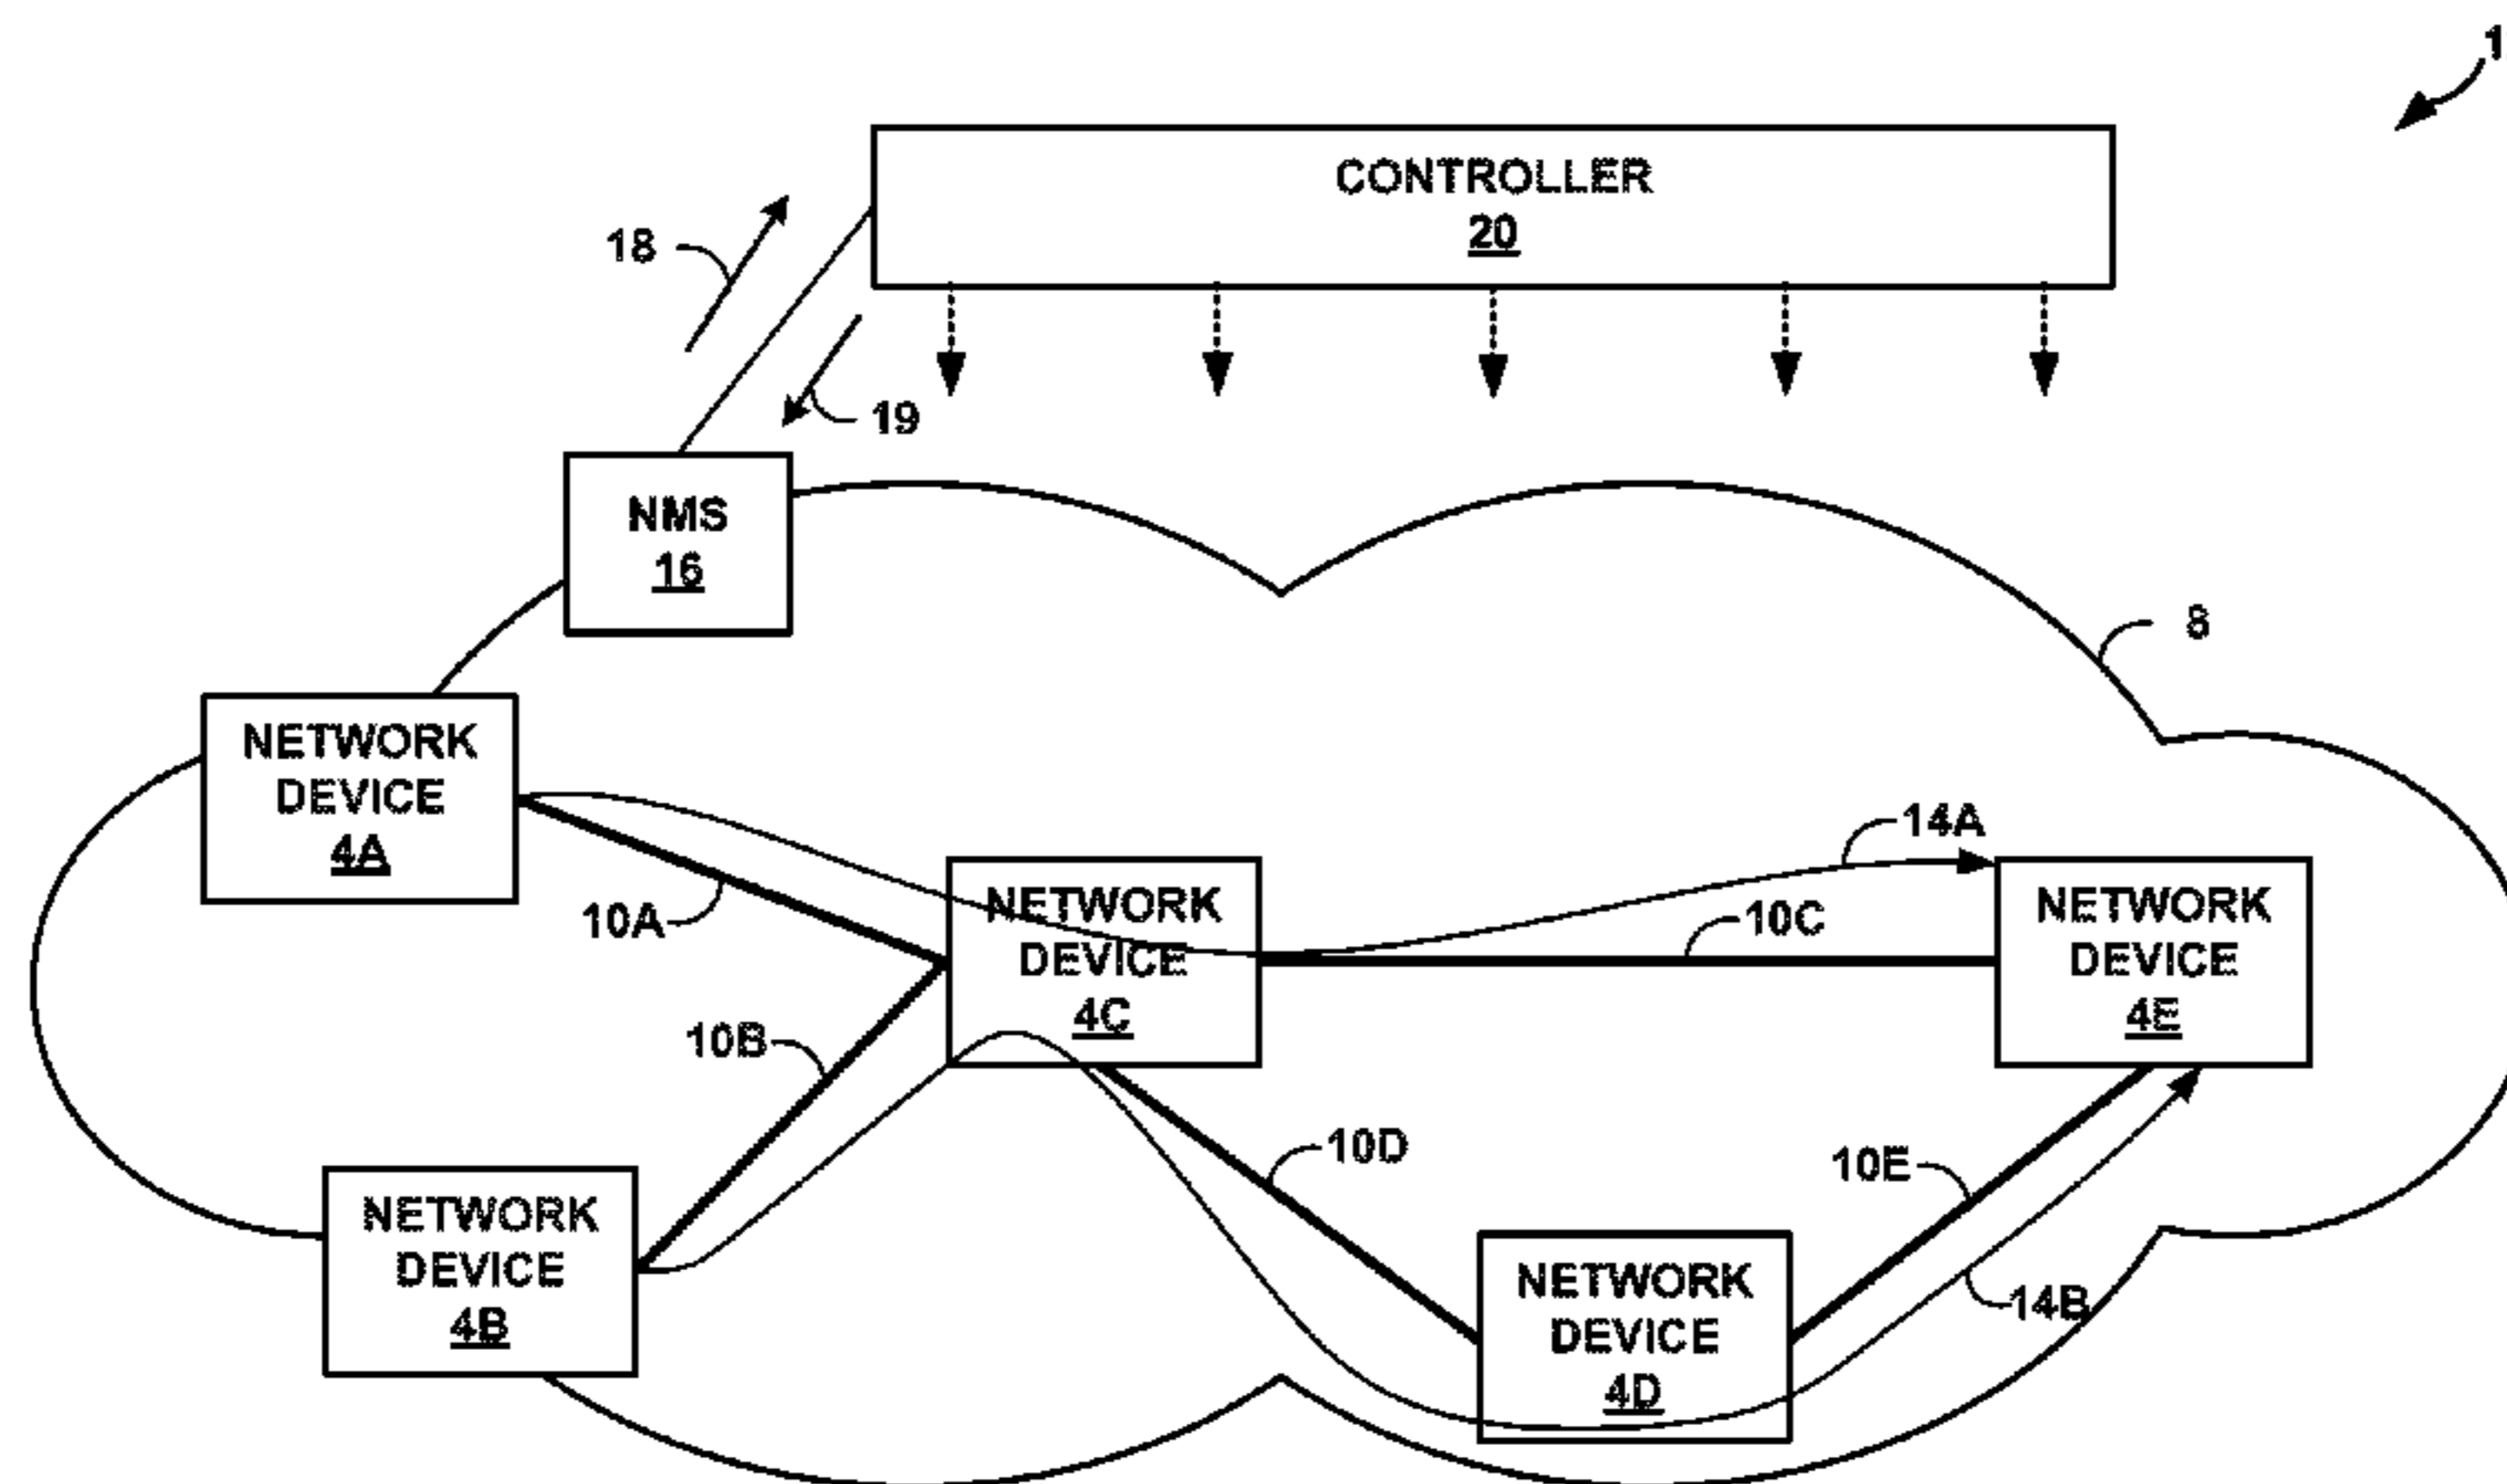 1
CONTROLLER
20
18
19
NMS
16
8
NETWORK
DEVICE
4A
14A
10A
NETWORK
DEVICE
4C
10C
NETWORK
DEVICE
4E
10B
10D
10E
NETWORK
DEVICE
4B
NETWORK
DEVICE
4D
14B